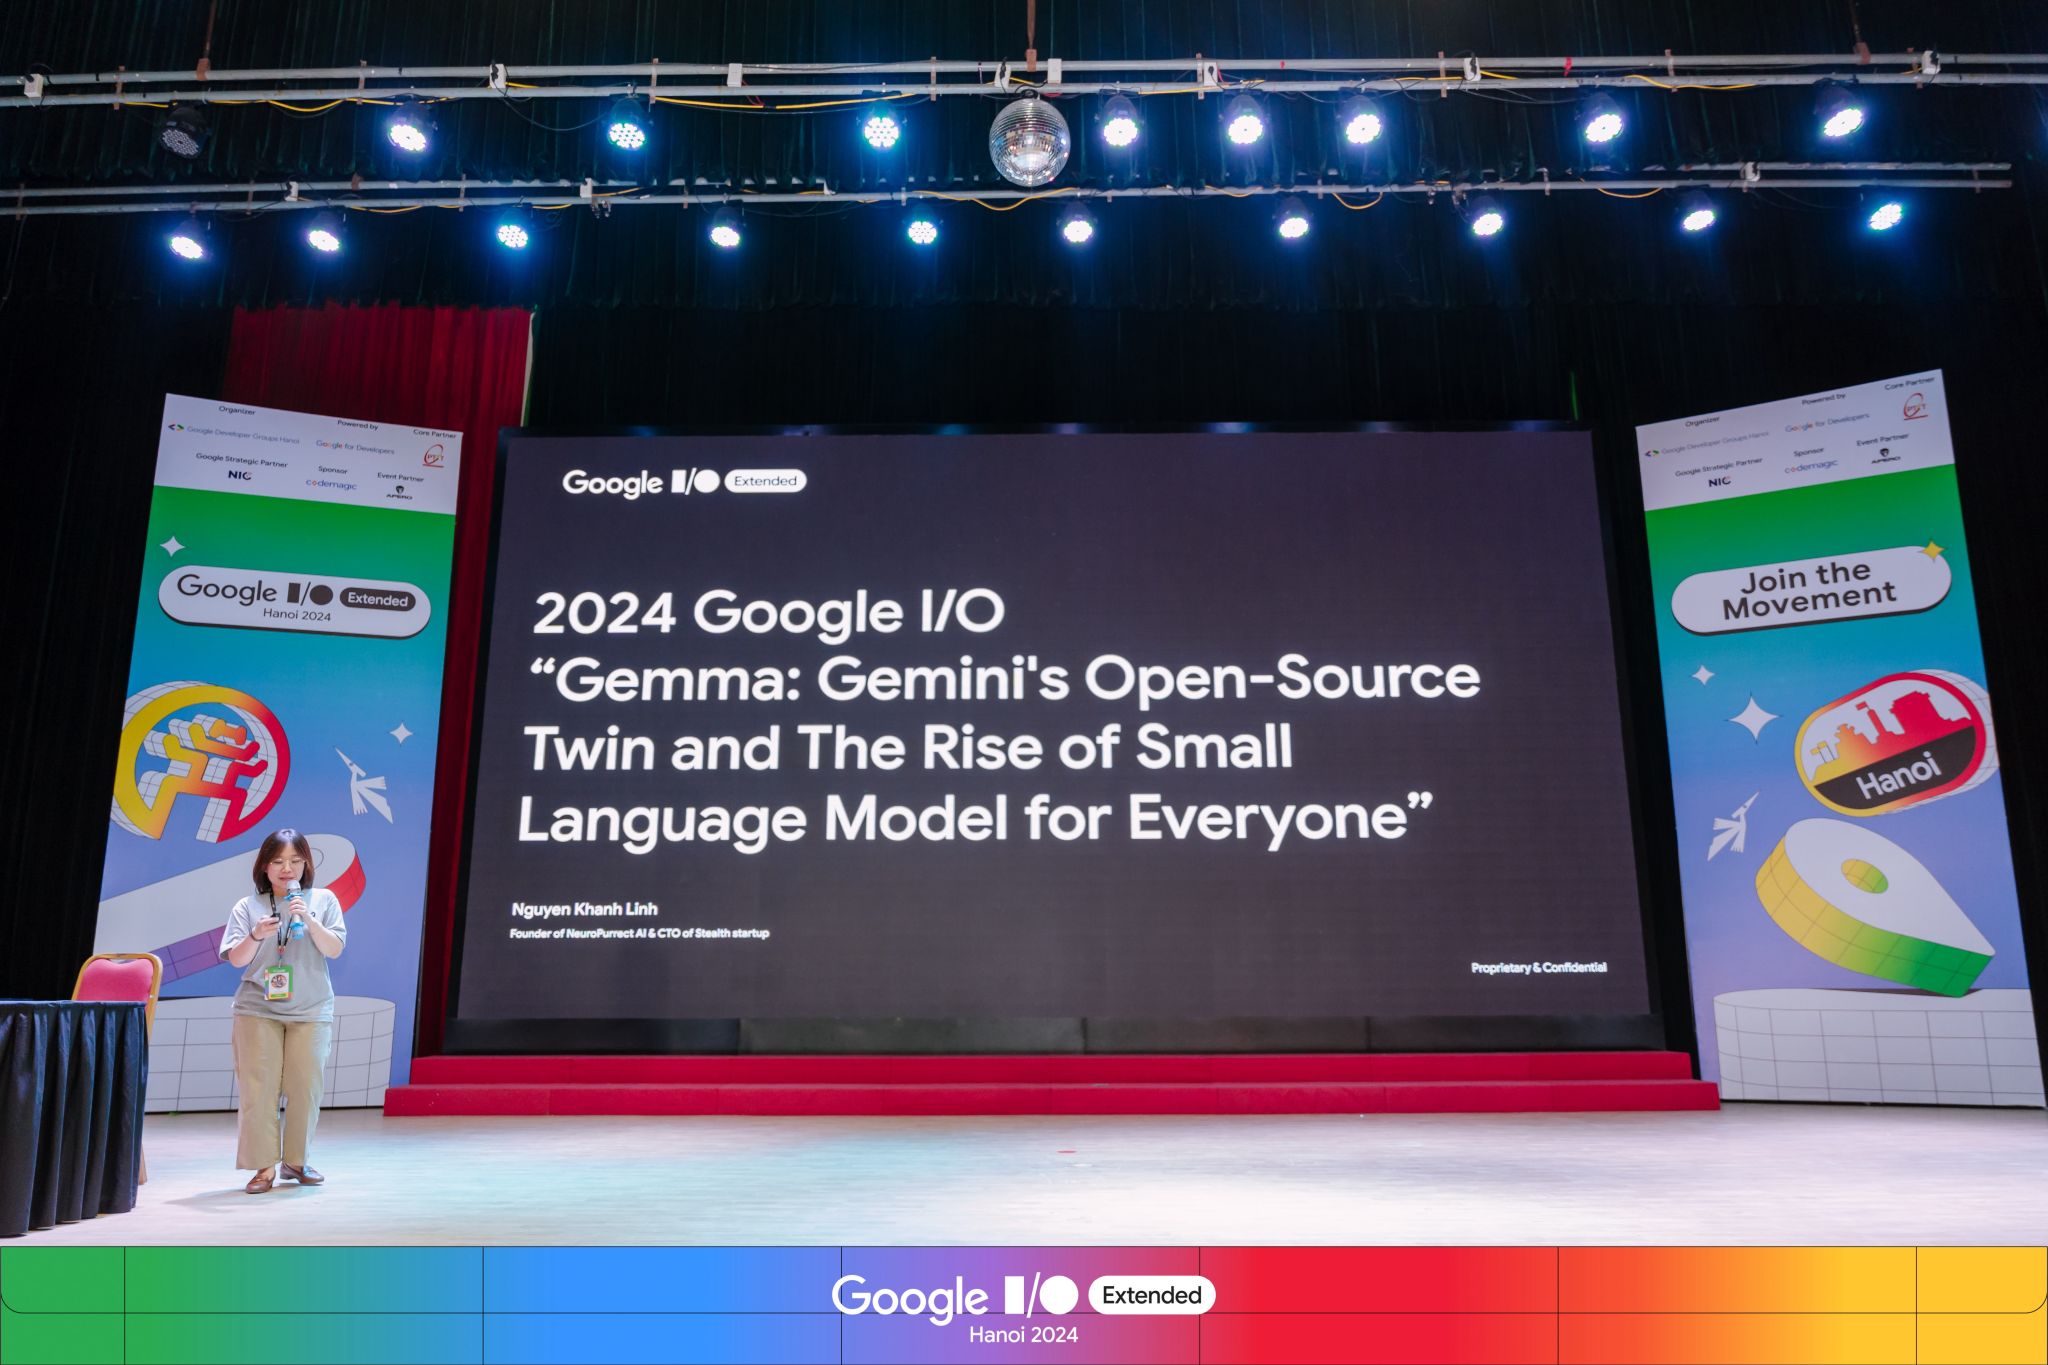 Organizer
Powered by
Core Partner
Google Developer Groups Hanoi
Google for Developers
PTIT
Google Strategic Partner
Sponsor
Event Partner
NIC
codemagic
APERO
Google I/O Extended
Hanoi 2024
Google I/O Extended
2024 Google I/O
“Gemma: Gemini's Open-Source
Twin and The Rise of Small
Language Model for Everyone”
Nguyen Khanh Linh
Founder of NeuroPurrect AI & CTO of Stealth startup
Proprietary & Confidential
Organizer
Powered by
Core Partner
Google Developer Groups Hanoi
Google for Developers
PTIT
Google Strategic Partner
Sponsor
Event Partner
NIC
codemagic
APERO
Join the
Movement
Hanoi
Google I/O Extended
Hanoi 2024